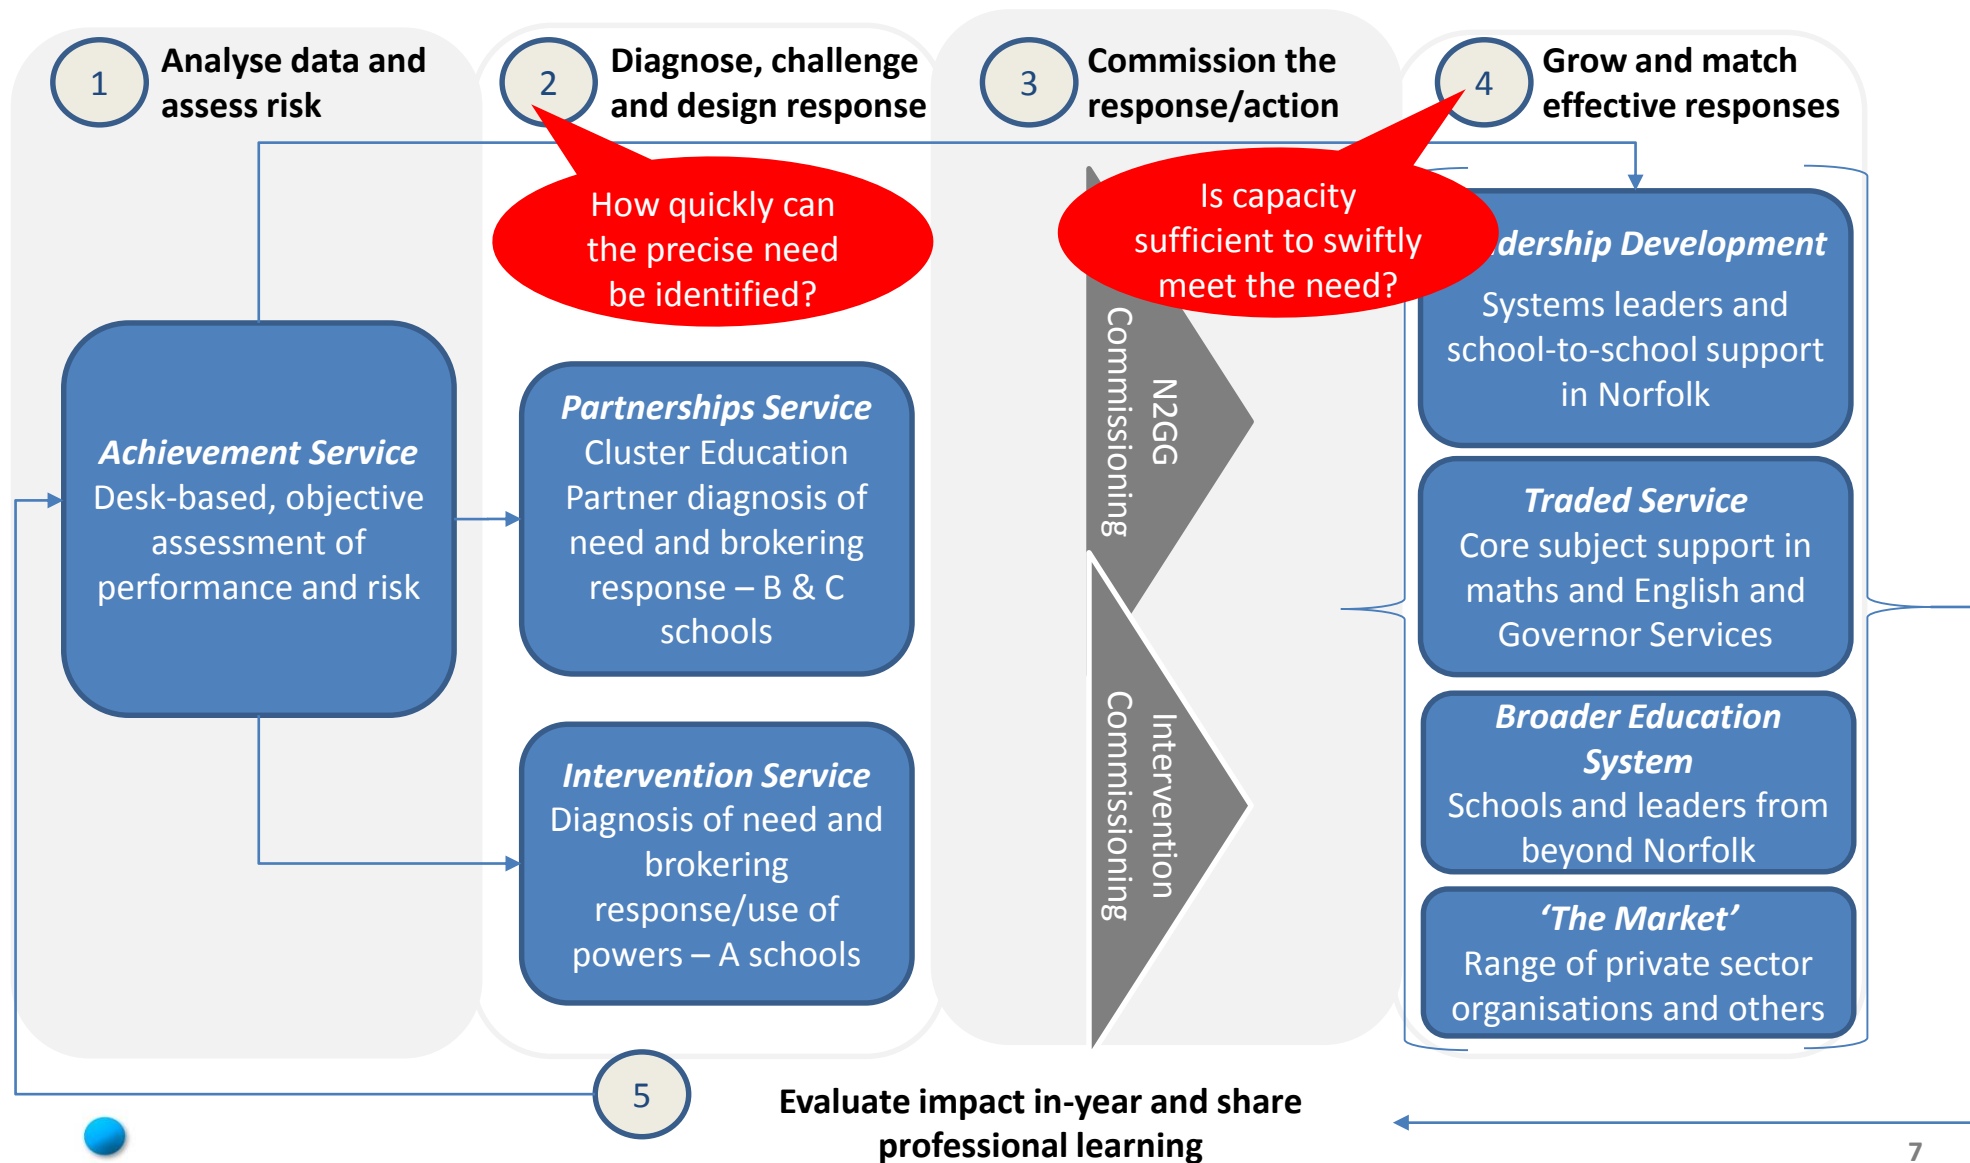 1
Analyse data and
assess risk
2
Diagnose, challenge
and design response
3
Commission the
response/action
4
Grow and match
effective responses
How quickly can
the precise need
be identified?
Is capacity
sufficient to swiftly
meet the need?
Achievement Service
Desk-based, objective
assessment of
performance and risk
Partnerships Service
Cluster Education
Partner diagnosis of
need and brokering
response – B & C
schools
Intervention Service
Diagnosis of need and
brokering
response/use of
powers – A schools
N2GG
Commissioning
Intervention
Commissioning
dership Development
Systems leaders and
school-to-school support
in Norfolk
Traded Service
Core subject support in
maths and English and
Governor Services
Broader Education
System
Schools and leaders from
beyond Norfolk
‘The Market’
Range of private sector
organisations and others
5
Evaluate impact in-year and share
professional learning
7